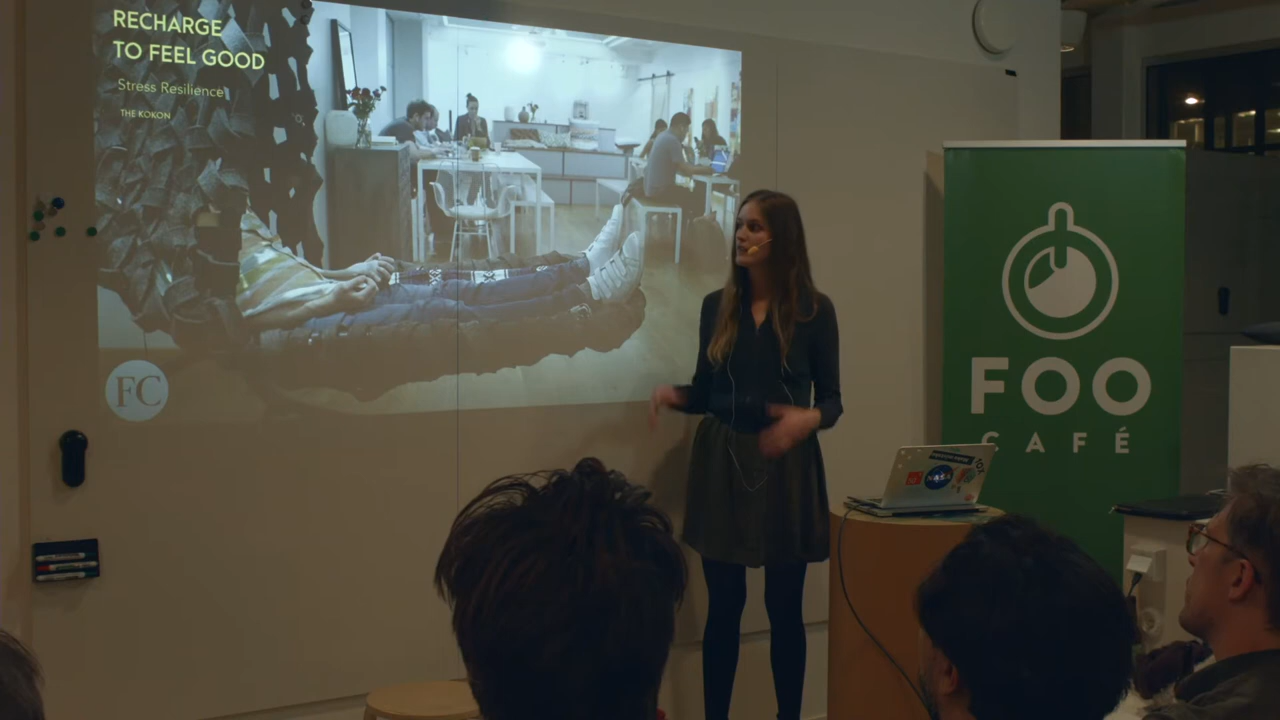 RECHARGE
TO FEEL GOOD
Stress Resilience
THE KOKON
FC
FOO
CAFÉ
NASA